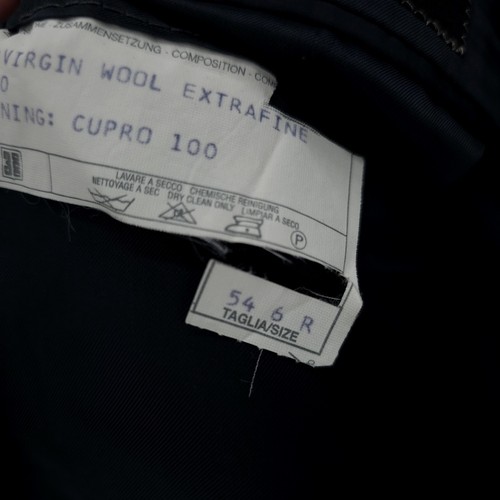 ZUSAMMENSETZUNG - COMPOSITION
VIRGIN WOOL EXTRAFINE
0
NING: CUPRO 100
LAVARE A SECCO CHEMISCHE REINIGUNG
NETTOYAGE A SEC DRY CLEAN ONLY LIMPIAR A SECO
P
54 6 R
TAGLIA/SIZE